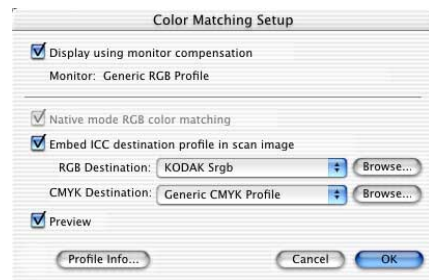 Color Matching Setup
Display using monitor compensation
Monitor: Generic RGB Profile
Native mode RGB color matching
Embed ICC destination profile in scan image
RGB Destination: KODAK Srgb Browse...
CMYK Destination: Generic CMYK Profile Browse...
Preview
Profile Info... Cancel OK